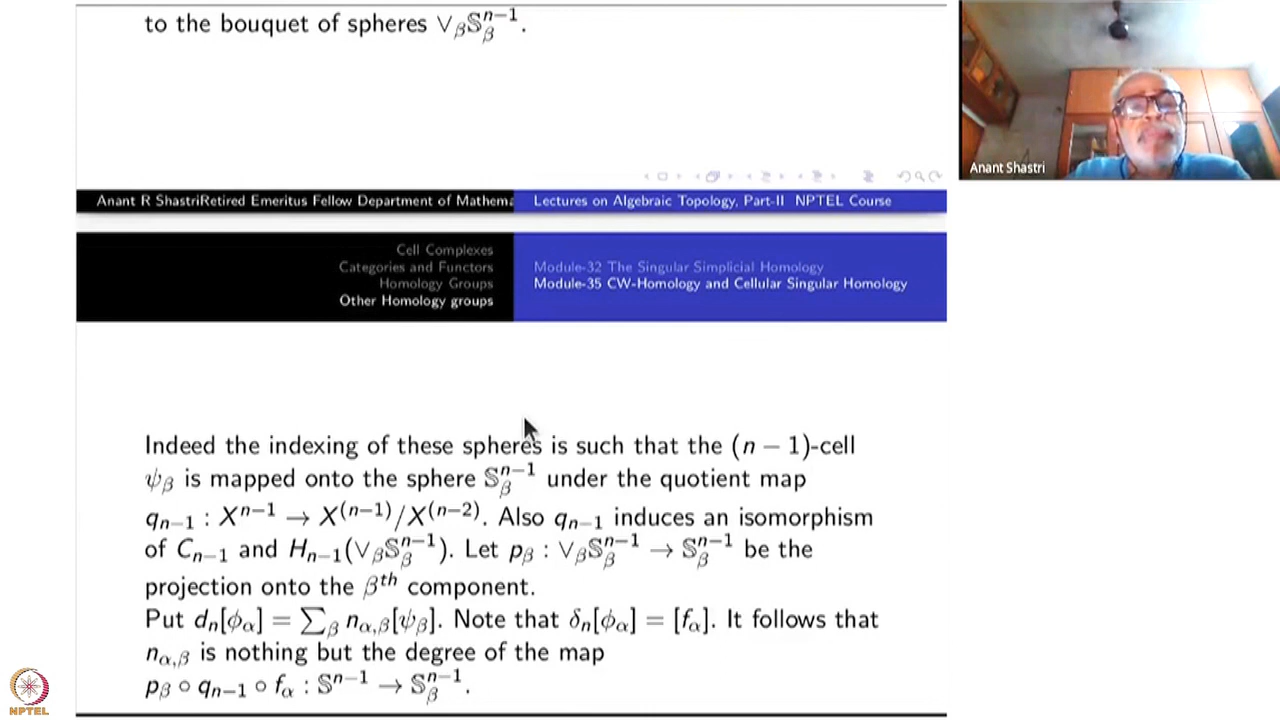 to the bouquet of spheres ∨_β 𝕊_β^{n−1}.
Anant Shastri
Anant R ShastriRetired Emeritus Fellow Department of Mathema
Lectures on Algebraic Topology, Part-II NPTEL Course
Cell Complexes
Categories and Functors
Homology Groups
Other Homology groups
Module-32 The Singular Simplicial Homology
Module-35 CW-Homology and Cellular Singular Homology
Indeed the indexing of these spheres is such that the (n − 1)-cell
ψ_β is mapped onto the sphere 𝕊_β^{n−1} under the quotient map
q_{n−1} : X^{n−1} → X^{(n−1)}/X^{(n−2)}. Also q_{n−1} induces an isomorphism
of C_{n−1} and H_{n−1}(∨_β 𝕊_β^{n−1}). Let p_β : ∨_β 𝕊_β^{n−1} → 𝕊_β^{n−1} be the
projection onto the β^{th} component.
Put d_n[ϕ_α] = ∑_β n_{α,β}[ψ_β]. Note that δ_n[ϕ_α] = [f_α]. It follows that
n_{α,β} is nothing but the degree of the map
p_β ∘ q_{n−1} ∘ f_α : 𝕊^{n−1} → 𝕊_β^{n−1}.
NPTEL